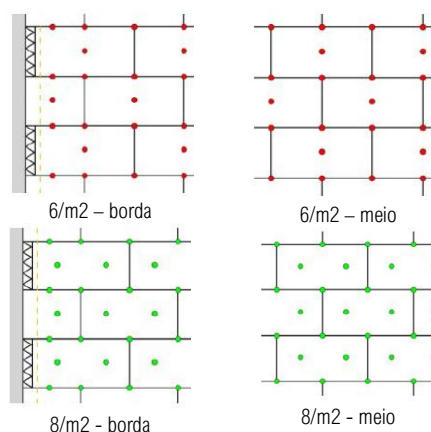 6/m2 – borda
6/m2 – meio
8/m2 - borda
8/m2 - meio